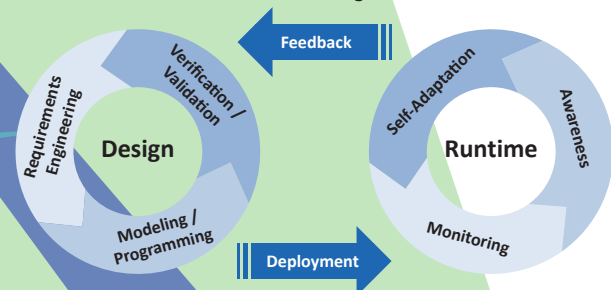 Feedback
Verification /
Validation
Requirements
Engineering
Design
Modeling /
Programming
Self-Adaptation
Awareness
Runtime
Monitoring
Deployment